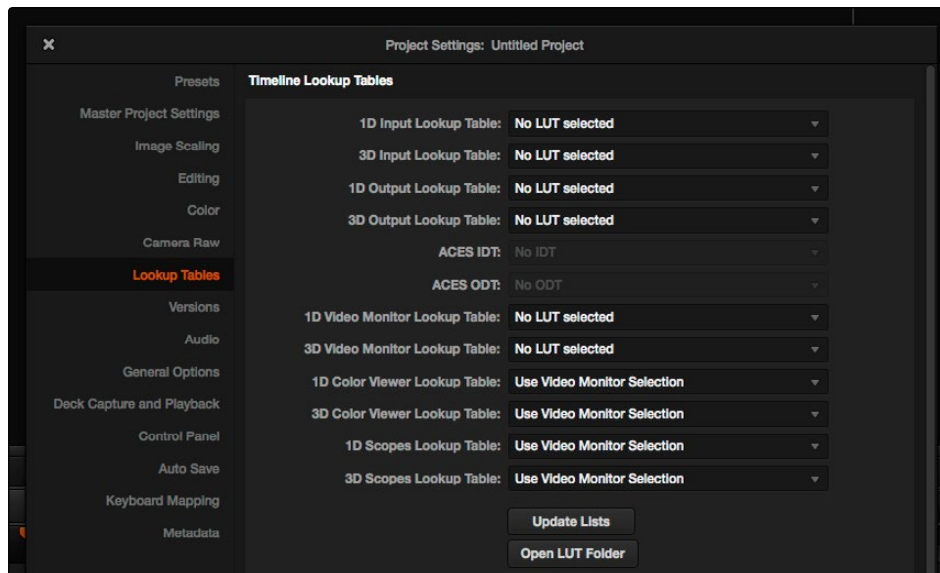 Project Settings: Untitled Project
Presets
Master Project Settings
Image Scaling
Editing
Color
Camera Raw
Lookup Tables
Versions
Audio
General Options
Deck Capture and Playback
Control Panel
Auto Save
Keyboard Mapping
Metadata
Timeline Lookup Tables
1D Input Lookup Table: No LUT selected
3D Input Lookup Table: No LUT selected
1D Output Lookup Table: No LUT selected
3D Output Lookup Table: No LUT selected
ACES IDT: No IDT
ACES ODT: No ODT
1D Video Monitor Lookup Table: No LUT selected
3D Video Monitor Lookup Table: No LUT selected
1D Color Viewer Lookup Table: Use Video Monitor Selection
3D Color Viewer Lookup Table: Use Video Monitor Selection
1D Scopes Lookup Table: Use Video Monitor Selection
3D Scopes Lookup Table: Use Video Monitor Selection
Update Lists
Open LUT Folder